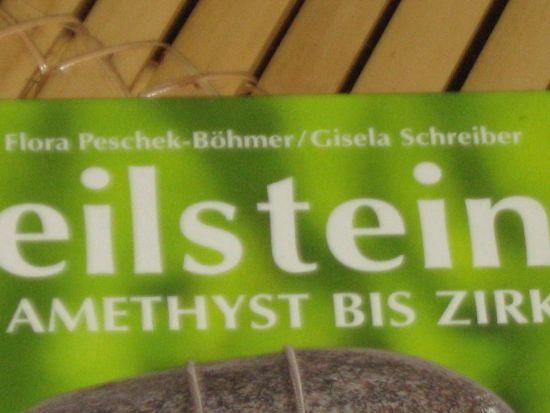 Flora Peschek-Böhmer/Gisela Schreiber
eilstein
AMETHYST BIS ZIRK